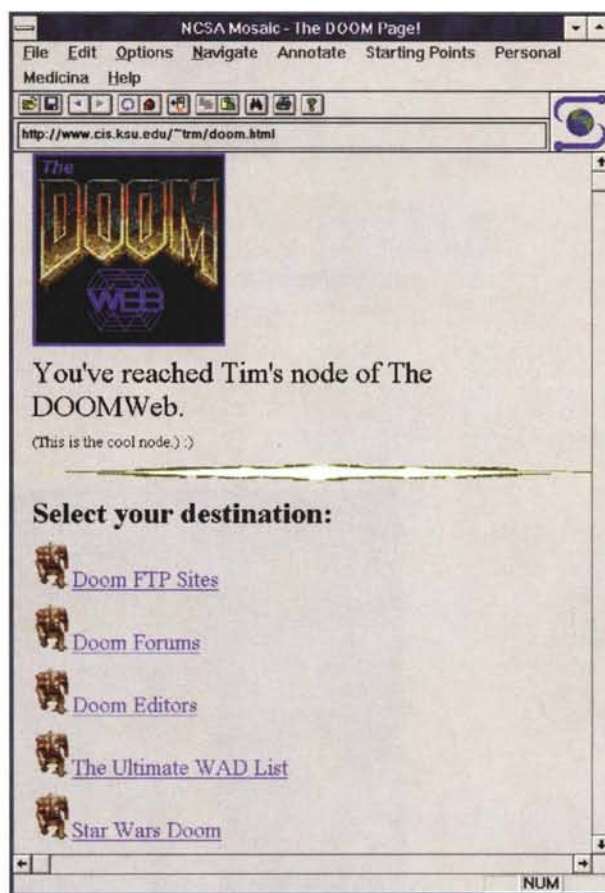 NCSA Mosaic - The DOOM Page!
File Edit Options Navigate Annotate Starting Points Personal
Medicina Help
http://www.cis.ksu.edu/~trm/doom.html
The
DOOM
WEB
You've reached Tim's node of The
DOOMWeb.
(This is the cool node.) :)
Select your destination:
Doom FTP Sites
Doom Forums
Doom Editors
The Ultimate WAD List
Star Wars Doom
NUM